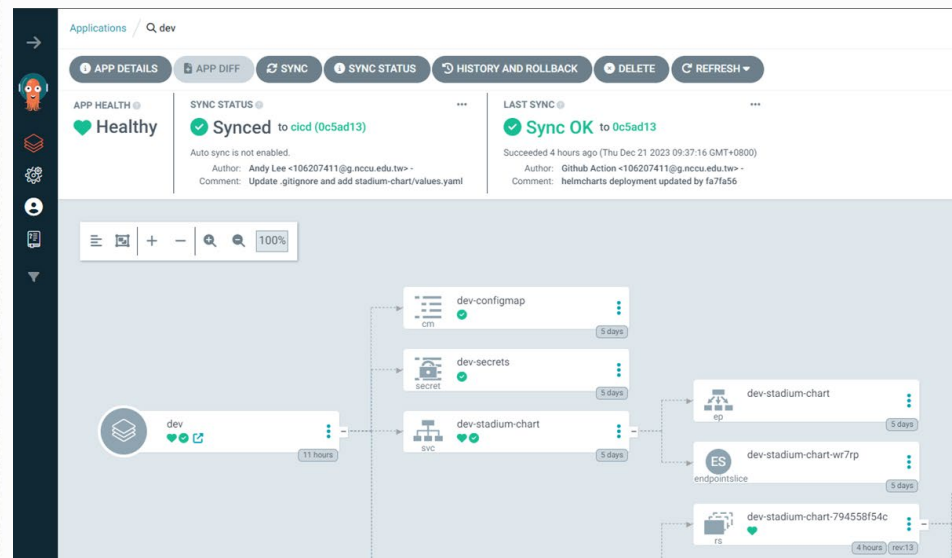 Applications / dev
APP DETAILS APP DIFF SYNC SYNC STATUS HISTORY AND ROLLBACK DELETE REFRESH
APP HEALTH
Healthy
SYNC STATUS
Synced to cicd (0c5ad13)
Auto sync is not enabled.
Author: Andy Lee <106207411@g.nccu.edu.tw> -
Comment: Update .gitignore and add stadium-chart/values.yaml
LAST SYNC
Sync OK to 0c5ad13
Succeeded 4 hours ago (Thu Dec 21 2023 09:37:16 GMT+0800)
Author: Github Action <106207411@g.nccu.edu.tw> -
Comment: helmcharts deployment updated by fa7fa56
100%
dev
11 hours
dev-configmap
cm
5 days
dev-secrets
secret
5 days
dev-stadium-chart
svc
5 days
dev-stadium-chart
ep
5 days
ES
dev-stadium-chart-wr7rp
endpointslice
5 days
dev-stadium-chart-794558f54c
rs
4 hours rev:13